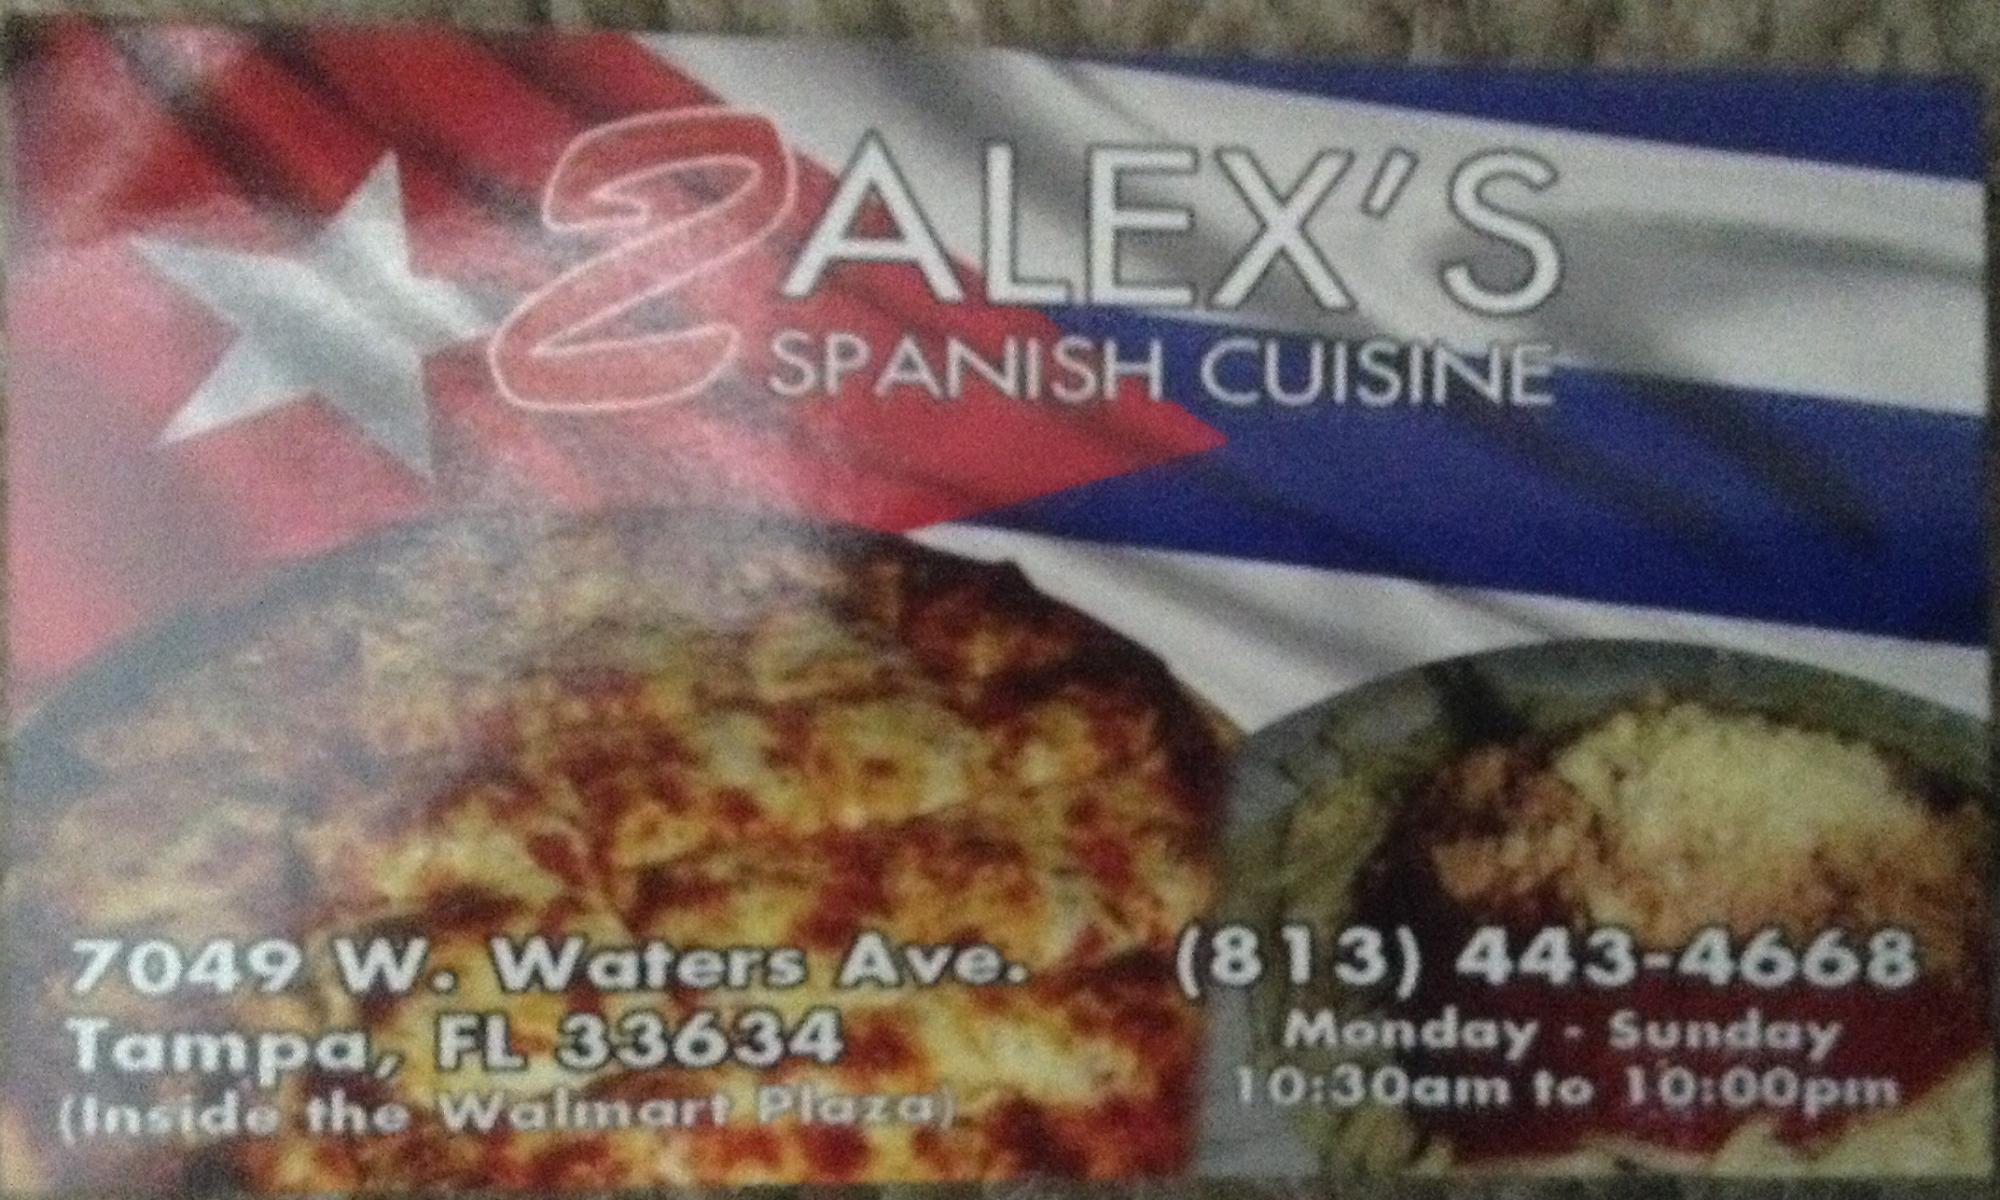 2 ALEX'S
SPANISH CUISINE
7049 W. Waters Ave.
Tampa, FL 33634
(Inside the Walmart Plaza)
(813) 443-4668
Monday - Sunday
10:30am to 10:00pm